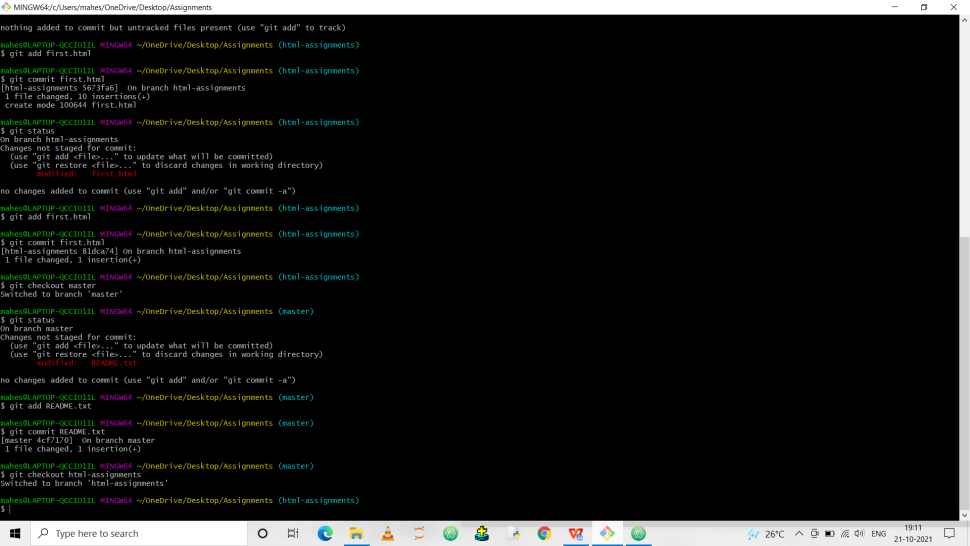 MINGW64:/c/Users/mahes/OneDrive/Desktop/Assignments
nothing added to commit but untracked files present (use "git add" to track)
mahes@LAPTOP-QCCIO1IL MINGW64 ~/OneDrive/Desktop/Assignments (html-assignments)
$ git add first.html
mahes@LAPTOP-QCCIO1IL MINGW64 ~/OneDrive/Desktop/Assignments (html-assignments)
$ git commit first.html
[html-assignments 5673fa6]  On branch html-assignments
 1 file changed, 10 insertions(+)
 create mode 100644 first.html
mahes@LAPTOP-QCCIO1IL MINGW64 ~/OneDrive/Desktop/Assignments (html-assignments)
$ git status
On branch html-assignments
Changes not staged for commit:
  (use "git add <file>..." to update what will be committed)
  (use "git restore <file>..." to discard changes in working directory)
        modified:   first.html
no changes added to commit (use "git add" and/or "git commit -a")
mahes@LAPTOP-QCCIO1IL MINGW64 ~/OneDrive/Desktop/Assignments (html-assignments)
$ git add first.html
mahes@LAPTOP-QCCIO1IL MINGW64 ~/OneDrive/Desktop/Assignments (html-assignments)
$ git commit first.html
[html-assignments 81dca74] On branch html-assignments
 1 file changed, 1 insertion(+)
mahes@LAPTOP-QCCIO1IL MINGW64 ~/OneDrive/Desktop/Assignments (html-assignments)
$ git checkout master
Switched to branch 'master'
mahes@LAPTOP-QCCIO1IL MINGW64 ~/OneDrive/Desktop/Assignments (master)
$ git status
On branch master
Changes not staged for commit:
  (use "git add <file>..." to update what will be committed)
  (use "git restore <file>..." to discard changes in working directory)
        modified:   README.txt
no changes added to commit (use "git add" and/or "git commit -a")
mahes@LAPTOP-QCCIO1IL MINGW64 ~/OneDrive/Desktop/Assignments (master)
$ git add README.txt
mahes@LAPTOP-QCCIO1IL MINGW64 ~/OneDrive/Desktop/Assignments (master)
$ git commit README.txt
[master 4cf7170]  On branch master
 1 file changed, 1 insertion(+)
mahes@LAPTOP-QCCIO1IL MINGW64 ~/OneDrive/Desktop/Assignments (master)
$ git checkout html-assignments
Switched to branch 'html-assignments'
mahes@LAPTOP-QCCIO1IL MINGW64 ~/OneDrive/Desktop/Assignments (html-assignments)
$
Type here to search
26°C
ENG
19:11
21-10-2021